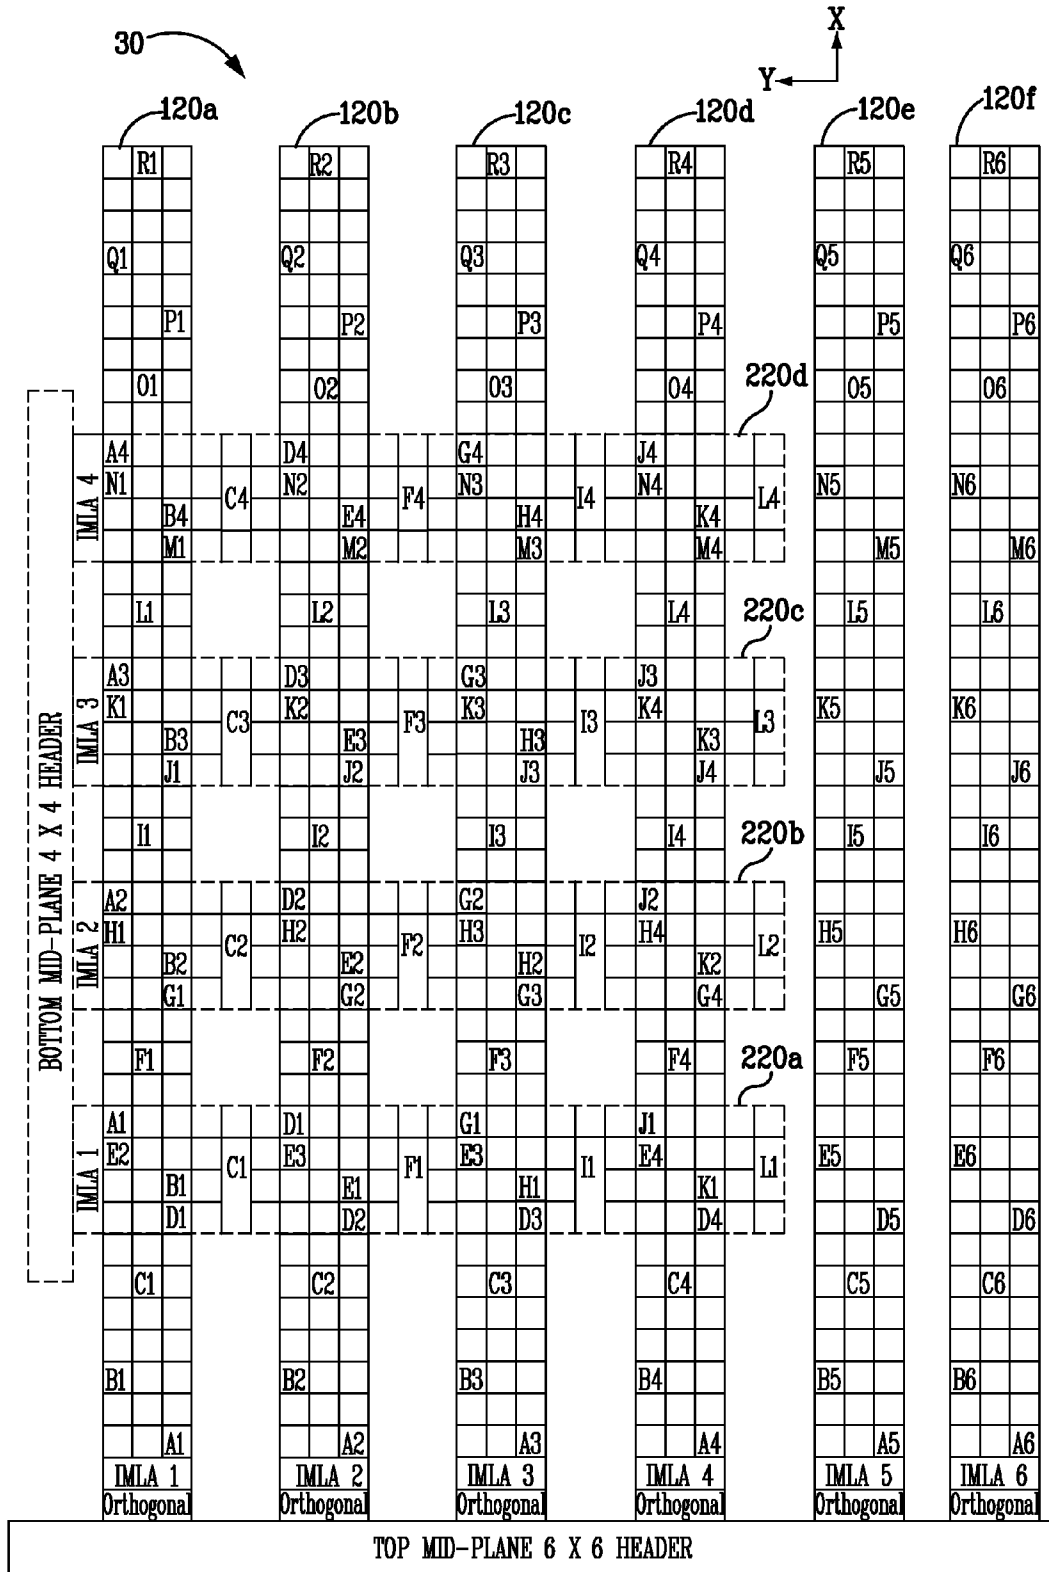 X
30
Y
120a 120b 120c 120d 120e 120f
R1 R2 R3 R4 R5 R6
Q1 Q2 Q3 Q4 Q5 Q6
P1 P2 P3 P4 P5 P6
O1 O2 O3 O4 O5 O6
220d
A4 D4 G4 J4
N1 C4 N2 F4 N3 I4 N4 L4 N5 N6
B4 E4 H4 K4
M1 M2 M3 M4 M5 M6
IMLA 4
L1 L2 L3 L4 L5 L6
220c
A3 D3 G3 J3
K1 C3 K2 F3 K3 I3 K4 L3 K5 K6
B3 E3 H3 K3
J1 J2 J3 J4 J5 J6
IMLA 3
I1 I2 I3 I4 I5 I6
220b
A2 D2 G2 J2
H1 C2 H2 F2 H3 I2 H4 L2 H5 H6
B2 E2 H2 K2
G1 G2 G3 G4 G5 G6
IMLA 2
BOTTOM MID-PLANE 4 X 4 HEADER
F1 F2 F3 F4 F5 F6
220a
A1 D1 G1 J1
E2 C1 E3 F1 E3 I1 E4 L1 E5 E6
B1 E1 H1 K1
D1 D2 D3 D4 D5 D6
IMLA 1
C1 C2 C3 C4 C5 C6
B1 B2 B3 B4 B5 B6
A1 A2 A3 A4 A5 A6
IMLA 1 IMLA 2 IMLA 3 IMLA 4 IMLA 5 IMLA 6
Orthogonal Orthogonal Orthogonal Orthogonal Orthogonal Orthogonal
TOP MID-PLANE 6 X 6 HEADER